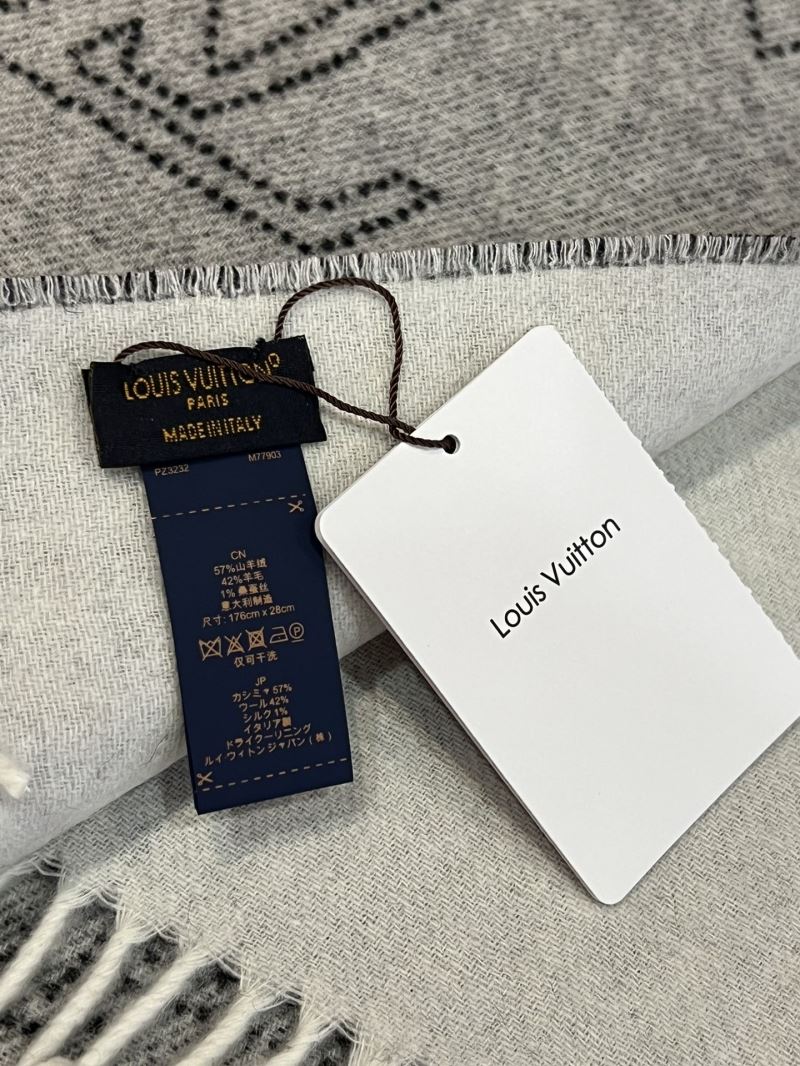 LOUIS VUITTON®
PARIS
MADE IN ITALY
PZ3232 M77903
CN
57%山羊绒
42%羊毛
1%桑蚕丝
意大利制造
尺寸: 176cm x 28cm
P
仅可干洗
JP
カシミヤ57%
ウール42%
シルク1%
イタリア製
ドライクリーニング
ルイ ヴィトン ジャパン(株)
Louis Vuitton